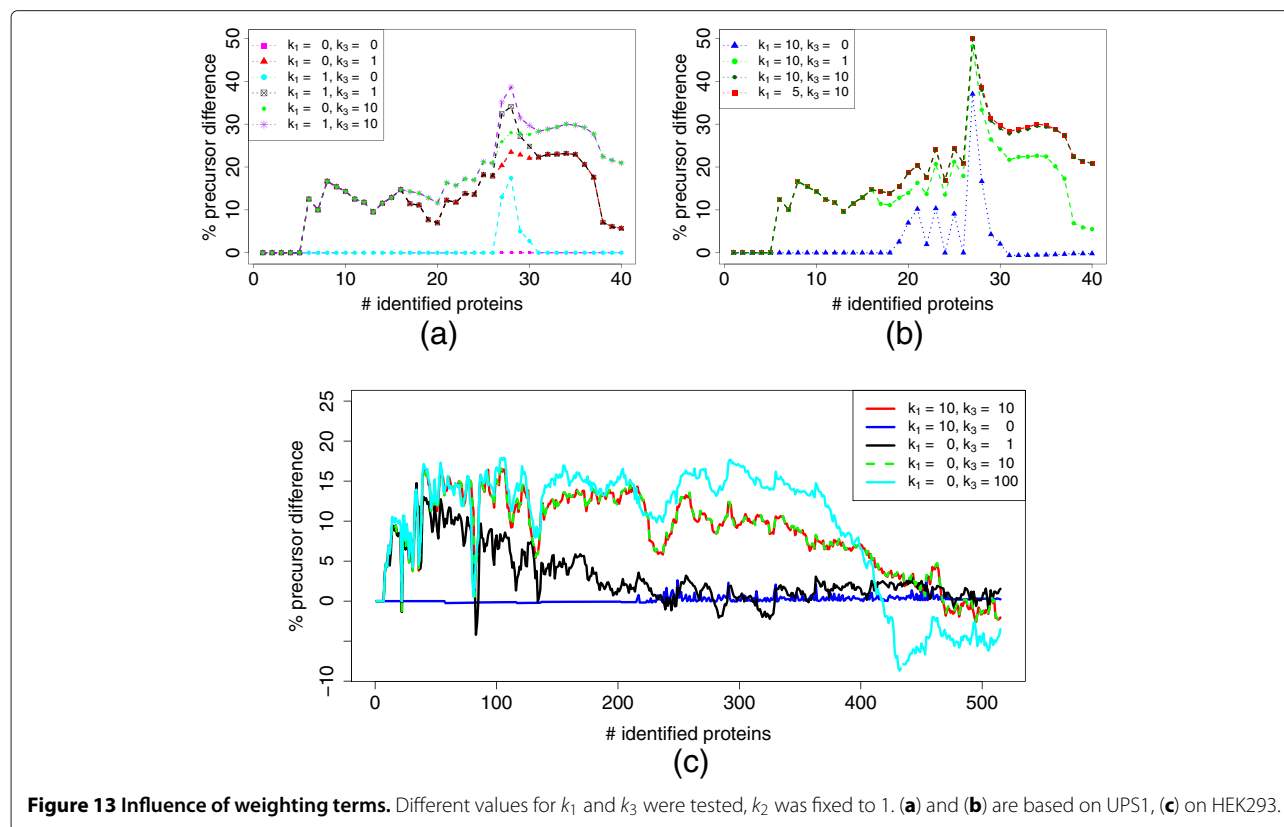 % precursor difference
50
40
30
20
10
0
k₁ = 0, k₃ = 0
k₁ = 0, k₃ = 1
k₁ = 1, k₃ = 0
k₁ = 1, k₃ = 1
k₁ = 0, k₃ = 10
k₁ = 1, k₃ = 10
0 10 20 30 40
# identified proteins
(a)
% precursor difference
50
40
30
20
10
0
k₁ = 10, k₃ = 0
k₁ = 10, k₃ = 1
k₁ = 10, k₃ = 10
k₁ = 5, k₃ = 10
0 10 20 30 40
# identified proteins
(b)
% precursor difference
25
20
15
10
5
0
−10
k₁ = 10, k₃ = 10
k₁ = 10, k₃ = 0
k₁ = 0, k₃ = 1
k₁ = 0, k₃ = 10
k₁ = 0, k₃ = 100
0 100 200 300 400 500
# identified proteins
(c)
Figure 13 Influence of weighting terms. Different values for k₁ and k₃ were tested, k₂ was fixed to 1. (a) and (b) are based on UPS1, (c) on HEK293.